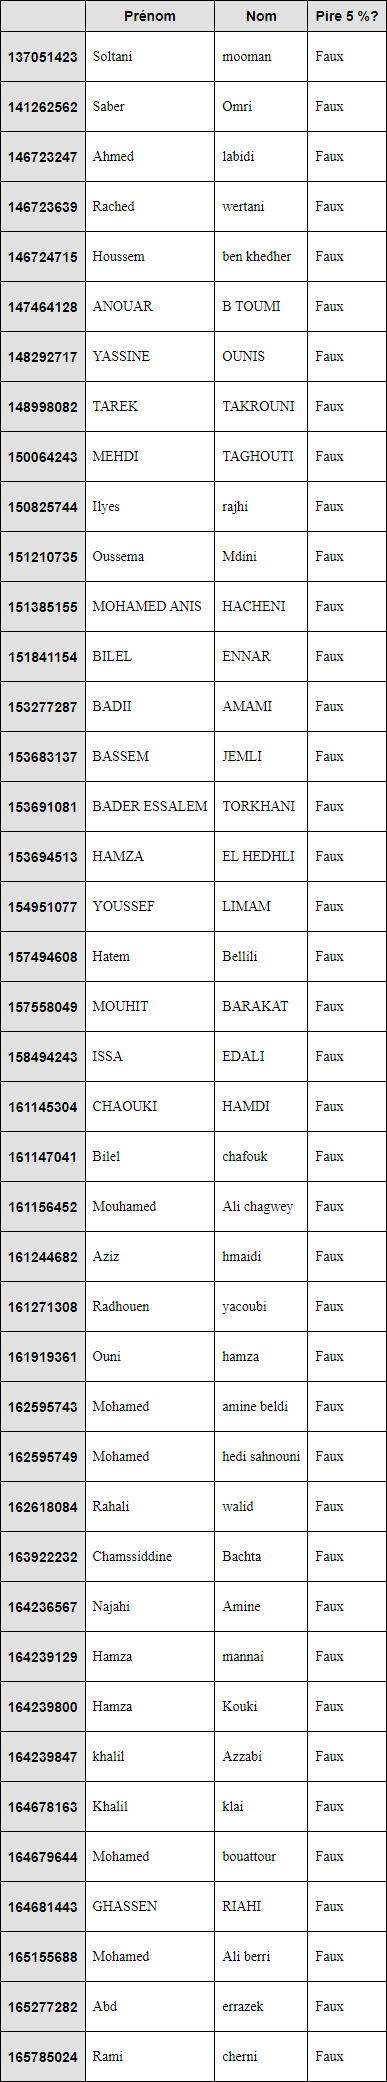 Prénom Nom Pire 5 %?
137051423 Soltani mooman Faux
141262562 Saber Omri Faux
146723247 Ahmed labidi Faux
146723639 Rached wertani Faux
146724715 Houssem ben khedher Faux
147464128 ANOUAR B TOUMI Faux
148292717 YASSINE OUNIS Faux
148998082 TAREK TAKROUNI Faux
150064243 MEHDI TAGHOUTI Faux
150825744 Ilyes rajhi Faux
151210735 Oussema Mdini Faux
151385155 MOHAMED ANIS HACHENI Faux
151841154 BILEL ENNAR Faux
153277287 BADII AMAMI Faux
153683137 BASSEM JEMLI Faux
153691081 BADER ESSALEM TORKHANI Faux
153694513 HAMZA EL HEDHLI Faux
154951077 YOUSSEF LIMAM Faux
157494608 Hatem Bellili Faux
157558049 MOUHIT BARAKAT Faux
158494243 ISSA EDALI Faux
161145304 CHAOUKI HAMDI Faux
161147041 Bilel chafouk Faux
161156452 Mouhamed Ali chagwey Faux
161244682 Aziz hmaidi Faux
161271308 Radhouen yacoubi Faux
161919361 Ouni hamza Faux
162595743 Mohamed amine beldi Faux
162595749 Mohamed hedi sahnouni Faux
162618084 Rahali walid Faux
163922232 Chamssiddine Bachta Faux
164236567 Najahi Amine Faux
164239129 Hamza mannai Faux
164239800 Hamza Kouki Faux
164239847 khalil Azzabi Faux
164678163 Khalil klai Faux
164679644 Mohamed bouattour Faux
164681443 GHASSEN RIAHI Faux
165155688 Mohamed Ali berri Faux
165277282 Abd errazek Faux
165785024 Rami cherni Faux